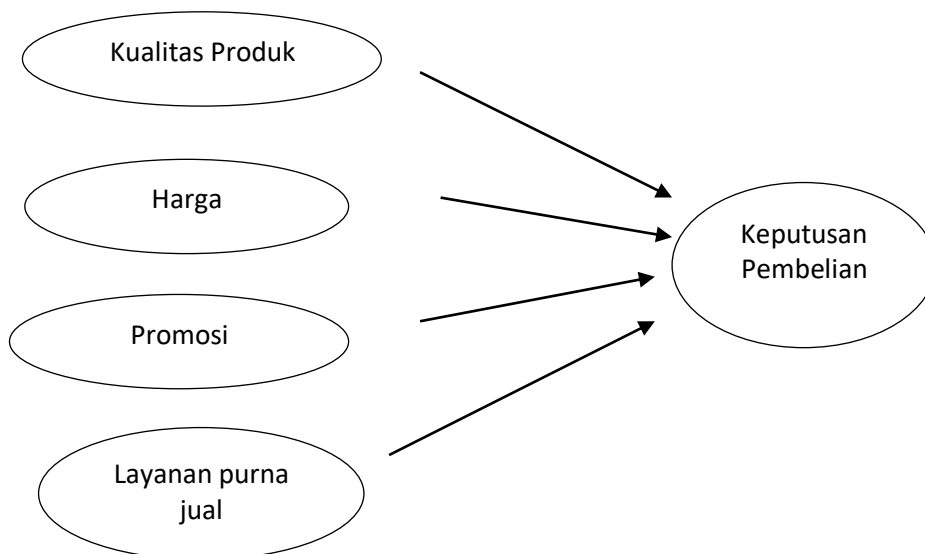 Kualitas Produk
Harga
Promosi
Layanan purna
jual
Keputusan
Pembelian